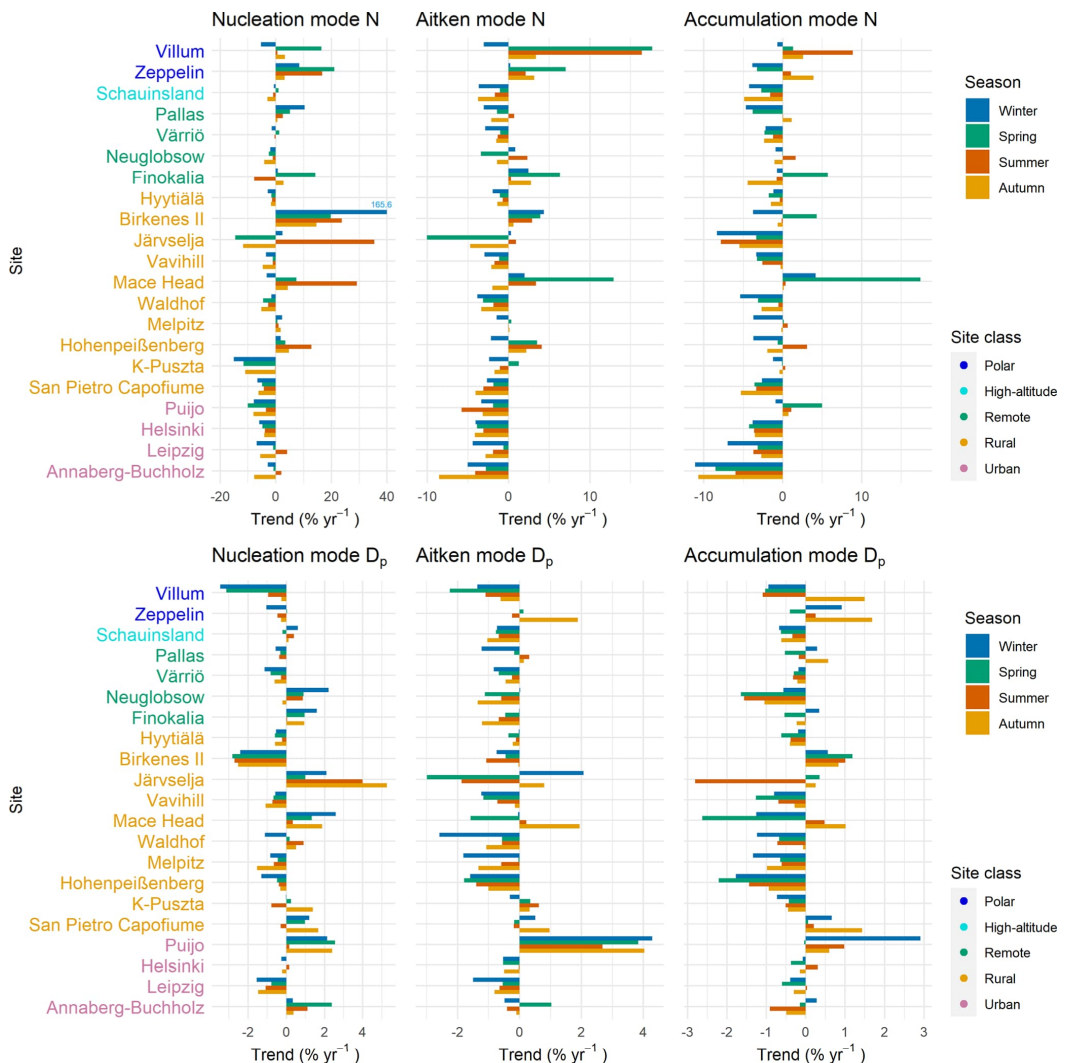 Nucleation mode N
Aitken mode N
Accumulation mode N
Villum
Zeppelin
Schauinsland
Pallas
Värriö
Neuglobsow
Finokalia
Hyytiälä
Birkenes II
Järvselja
Vavihill
Mace Head
Waldhof
Melpitz
Hohenpeißenberg
K-Puszta
San Pietro Capofiume
Puijo
Helsinki
Leipzig
Annaberg-Buchholz
Site
165.6
-20 0 20 40
-10 0 10
-10 0 10
Trend (% yr⁻¹ )
Trend (% yr⁻¹ )
Trend (% yr⁻¹ )
Season
Winter
Spring
Summer
Autumn
Site class
Polar
High-altitude
Remote
Rural
Urban
Nucleation mode Dₚ
Aitken mode Dₚ
Accumulation mode Dₚ
Villum
Zeppelin
Schauinsland
Pallas
Värriö
Neuglobsow
Finokalia
Hyytiälä
Birkenes II
Järvselja
Vavihill
Mace Head
Waldhof
Melpitz
Hohenpeißenberg
K-Puszta
San Pietro Capofiume
Puijo
Helsinki
Leipzig
Annaberg-Buchholz
Site
-2 0 2 4
-2 0 2 4
-3 -2 -1 0 1 2 3
Trend (% yr⁻¹ )
Trend (% yr⁻¹ )
Trend (% yr⁻¹ )
Season
Winter
Spring
Summer
Autumn
Site class
Polar
High-altitude
Remote
Rural
Urban